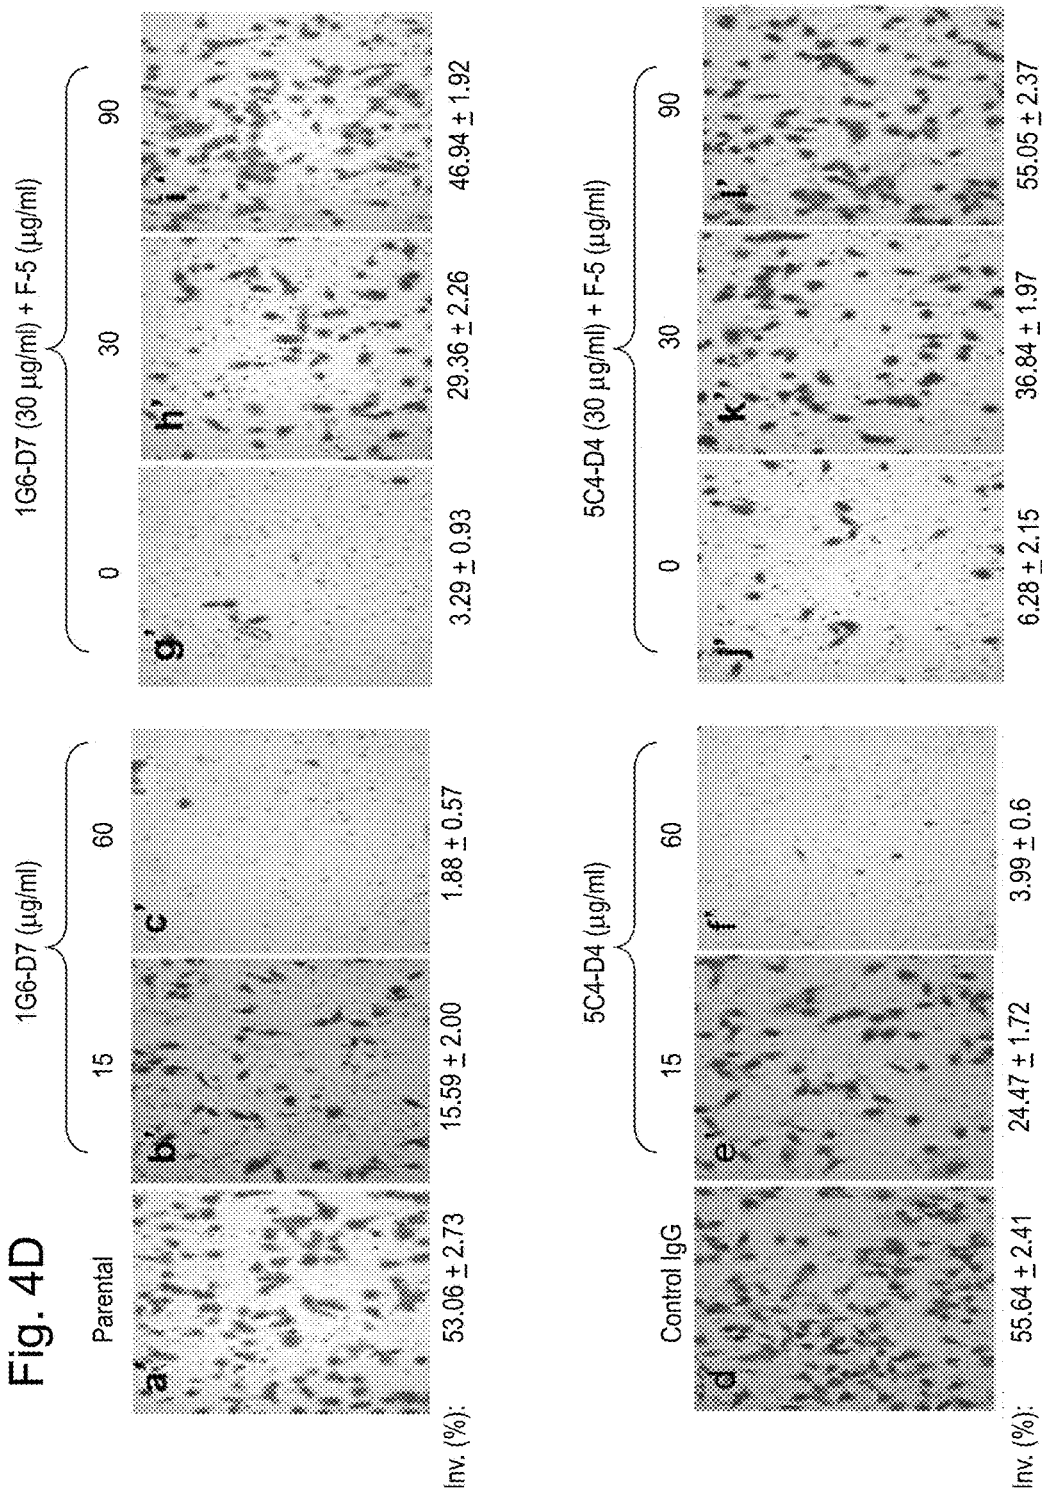 Fig. 4D
1G6-D7 (µg/ml)
1G6-D7 (30 µg/ml) + F-5 (µg/ml)
Parental 15 60 0 30 90
a' b' c' g' h' i'
Inv. (%): 53.06 ± 2.73 15.59 ± 2.00 1.88 ± 0.57 3.29 ± 0.93 29.36 ± 2.26 46.94 ± 1.92
5C4-D4 (µg/ml)
5C4-D4 (30 µg/ml) + F-5 (µg/ml)
Control IgG 15 60 0 30 90
d' e' f' j' k' l'
Inv. (%): 55.64 ± 2.41 24.47 ± 1.72 3.99 ± 0.6 6.28 ± 2.15 36.84 ± 1.97 55.05 ± 2.37